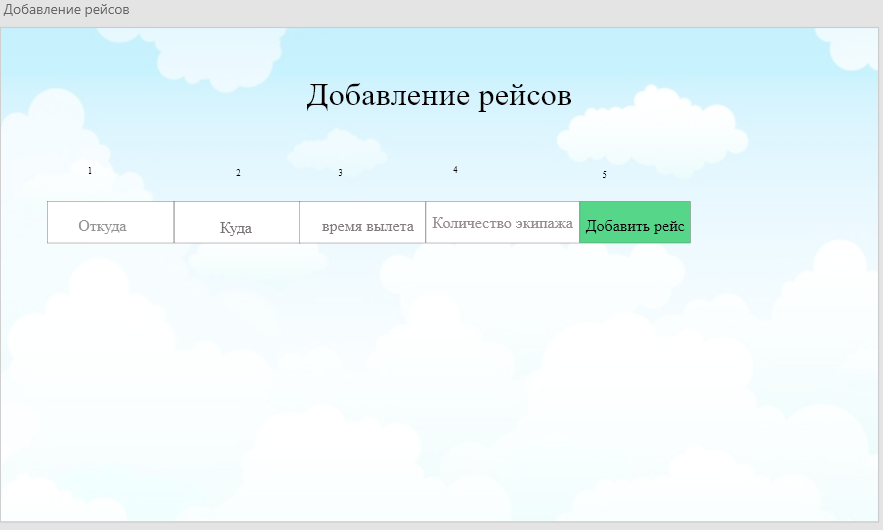 Добавление рейсов
Добавление рейсов
1 2 3 4 5
Откуда Куда время вылета Количество экипажа Добавить рейс